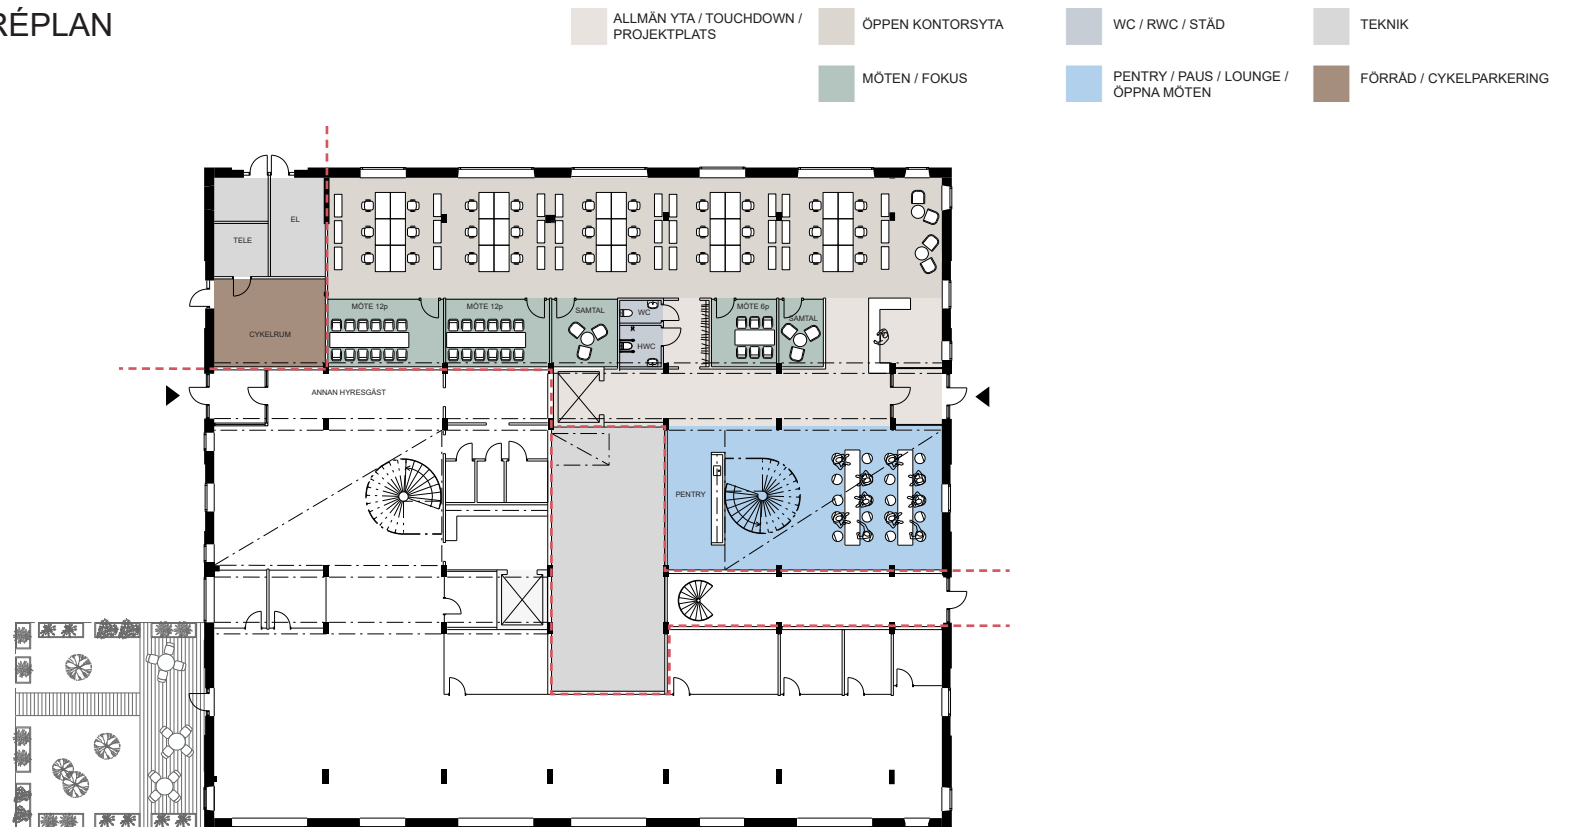 RÉPLAN
ALLMÄN YTA / TOUCHDOWN /
PROJEKTPLATS
ÖPPEN KONTORSYTA
WC / RWC / STÄD
TEKNIK
MÖTEN / FOKUS
PENTRY / PAUS / LOUNGE /
ÖPPNA MÖTEN
FÖRRÅD / CYKELPARKERING
EL
TELE
CYKELRUM
MÖTE 12p
MÖTE 12p
SAMTAL
WC
HWC
MÖTE 6p
SAMTAL
ANNAN HYRESGÄST
PENTRY